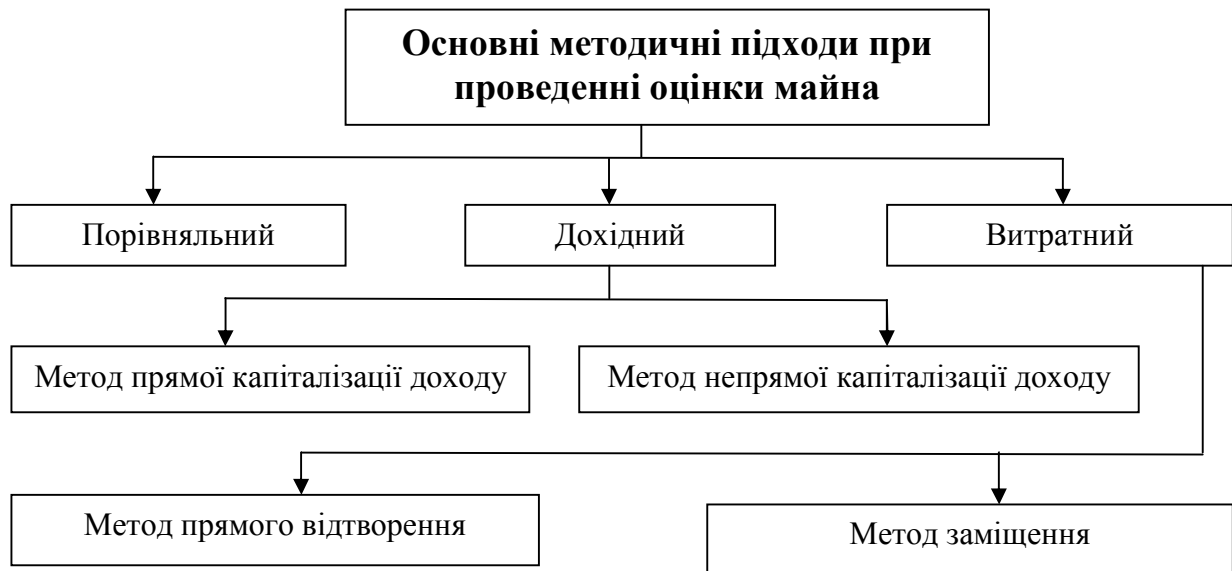 Основні методичні підходи при
проведенні оцінки майна
Порівняльний
Дохідний
Витратний
Метод прямої капіталізації доходу
Метод непрямої капіталізації доходу
Метод прямого відтворення
Метод заміщення